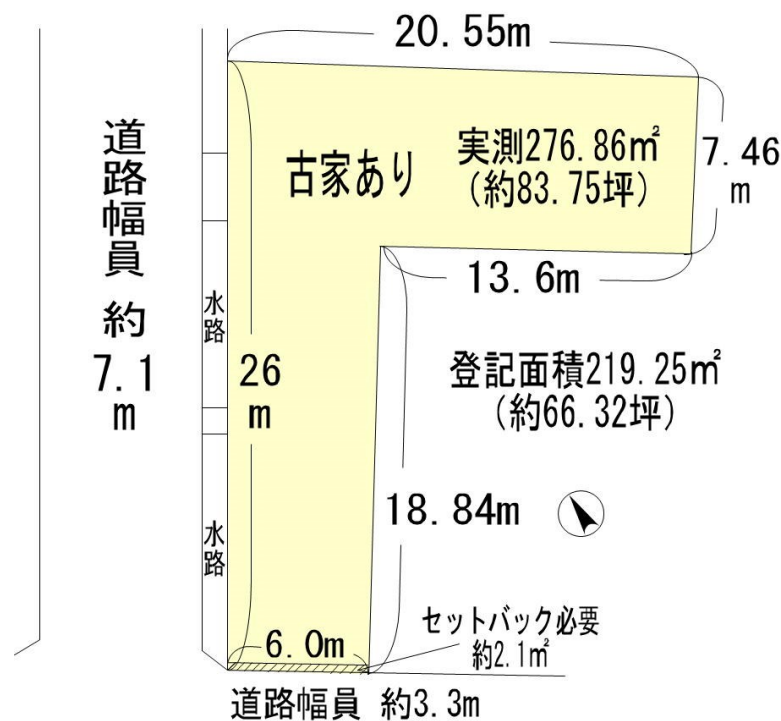 20.55m
道路幅員 約7.1m
古家あり
実測276.86㎡
(約83.75坪)
7.46m
13.6m
水路
26m
登記面積219.25㎡
(約66.32坪)
18.84m
水路
セットバック必要
約2.1㎡
6.0m
道路幅員 約3.3m